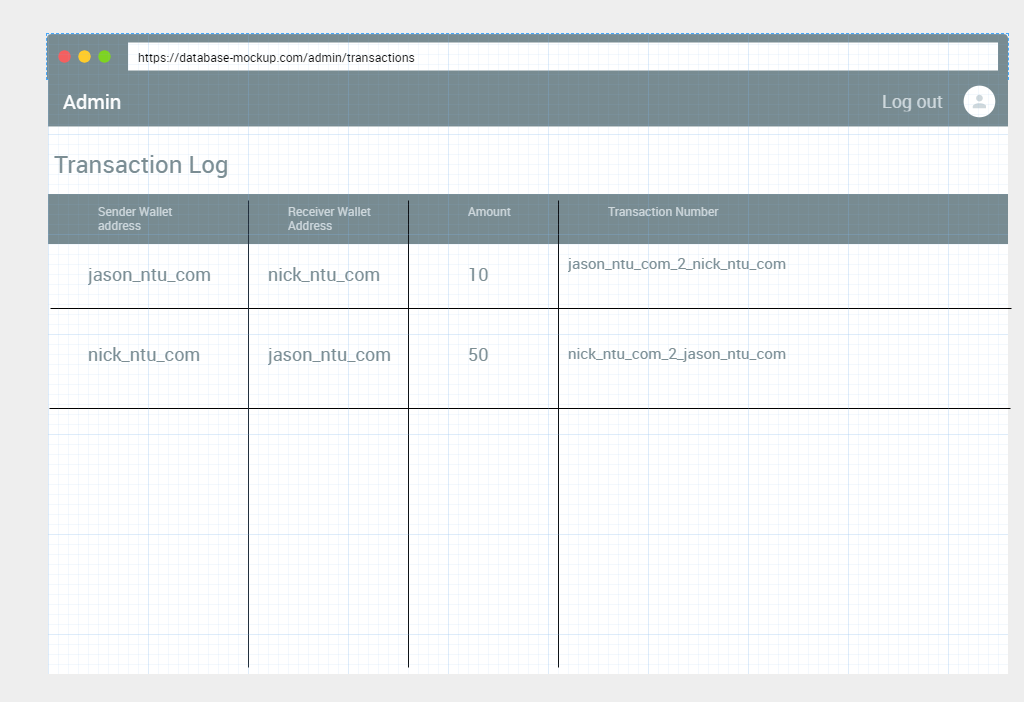 https://database-mockup.com/admin/transactions
Admin
Log out
Transaction Log
Sender Wallet
address
Receiver Wallet
Address
Amount
Transaction Number
jason_ntu_com
nick_ntu_com
10
jason_ntu_com_2_nick_ntu_com
nick_ntu_com
jason_ntu_com
50
nick_ntu_com_2_jason_ntu_com